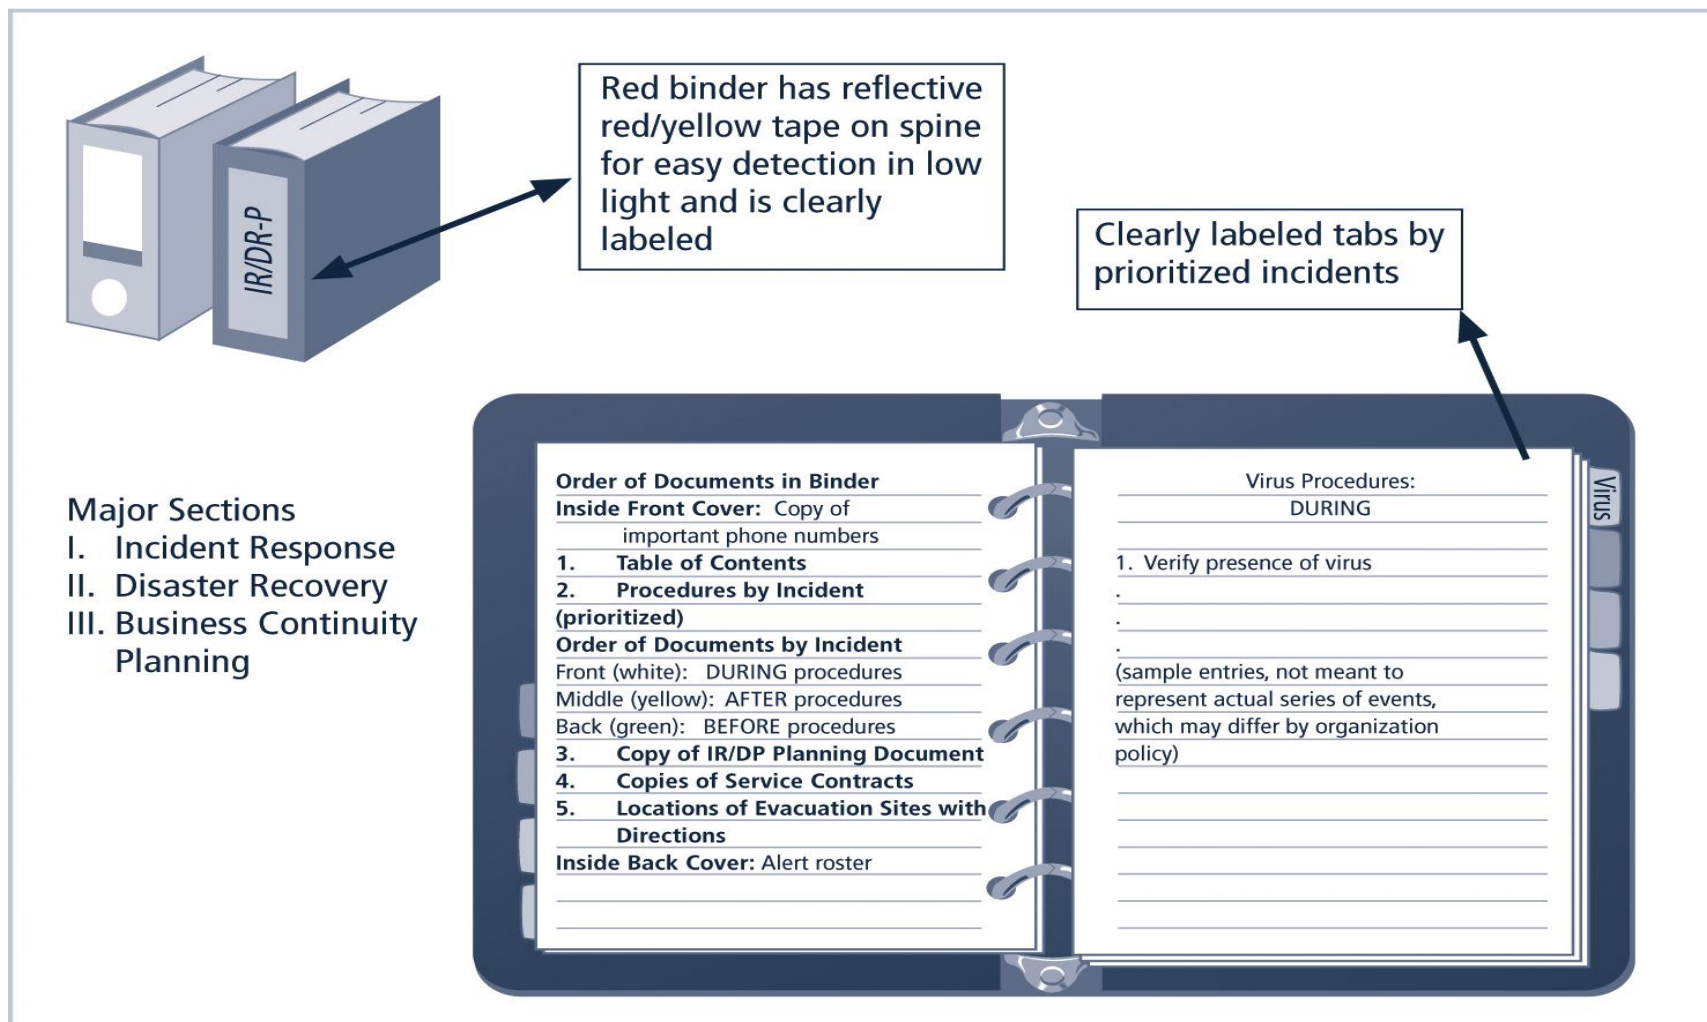 IR/DR-P
Red binder has reflective
red/yellow tape on spine
for easy detection in low
light and is clearly
labeled
Clearly labeled tabs by
prioritized incidents
Major Sections
I. Incident Response
II. Disaster Recovery
III. Business Continuity
Planning
Order of Documents in Binder
Inside Front Cover: Copy of
important phone numbers
1. Table of Contents
2. Procedures by Incident
(prioritized)
Order of Documents by Incident
Front (white): DURING procedures
Middle (yellow): AFTER procedures
Back (green): BEFORE procedures
3. Copy of IR/DP Planning Document
4. Copies of Service Contracts
5. Locations of Evacuation Sites with
Directions
Inside Back Cover: Alert roster
Virus Procedures:
DURING
1. Verify presence of virus
.
.
.
(sample entries, not meant to
represent actual series of events,
which may differ by organization
policy)
Virus